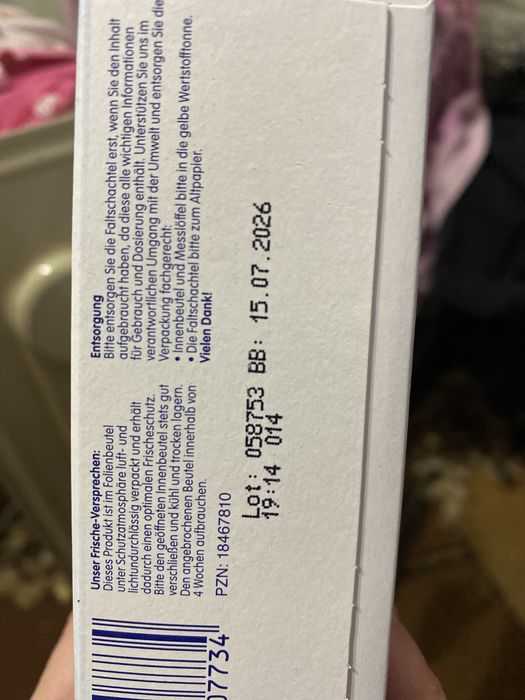 Unser Frische-Versprechen:
Dieses Produkt ist im Folienbeutel
unter Schutzatmosphäre luft- und
lichtundurchlässig verpackt und erhält
dadurch einen optimalen Frischeschutz.
Bitte den geöffneten Innenbeutel stets gut
verschließen und kühl und trocken lagern.
Den angebrochenen Beutel innerhalb von
4 Wochen aufbrauchen.
PZN: 18467810
Entsorgung
Bitte entsorgen Sie die Faltschachtel erst, wenn Sie den Inhalt
aufgebraucht haben, da diese alle wichtigen Informationen
für Gebrauch und Dosierung enthält. Unterstützen Sie uns im
verantwortlichen Umgang mit der Umwelt und entsorgen Sie die
Verpackung fachgerecht:
• Innenbeutel und Messlöffel bitte in die gelbe Wertstofftonne.
• Die Faltschachtel bitte zum Altpapier.
Vielen Dank!
Lot: 058753 BB: 15.07.2026
19:14 014
07734